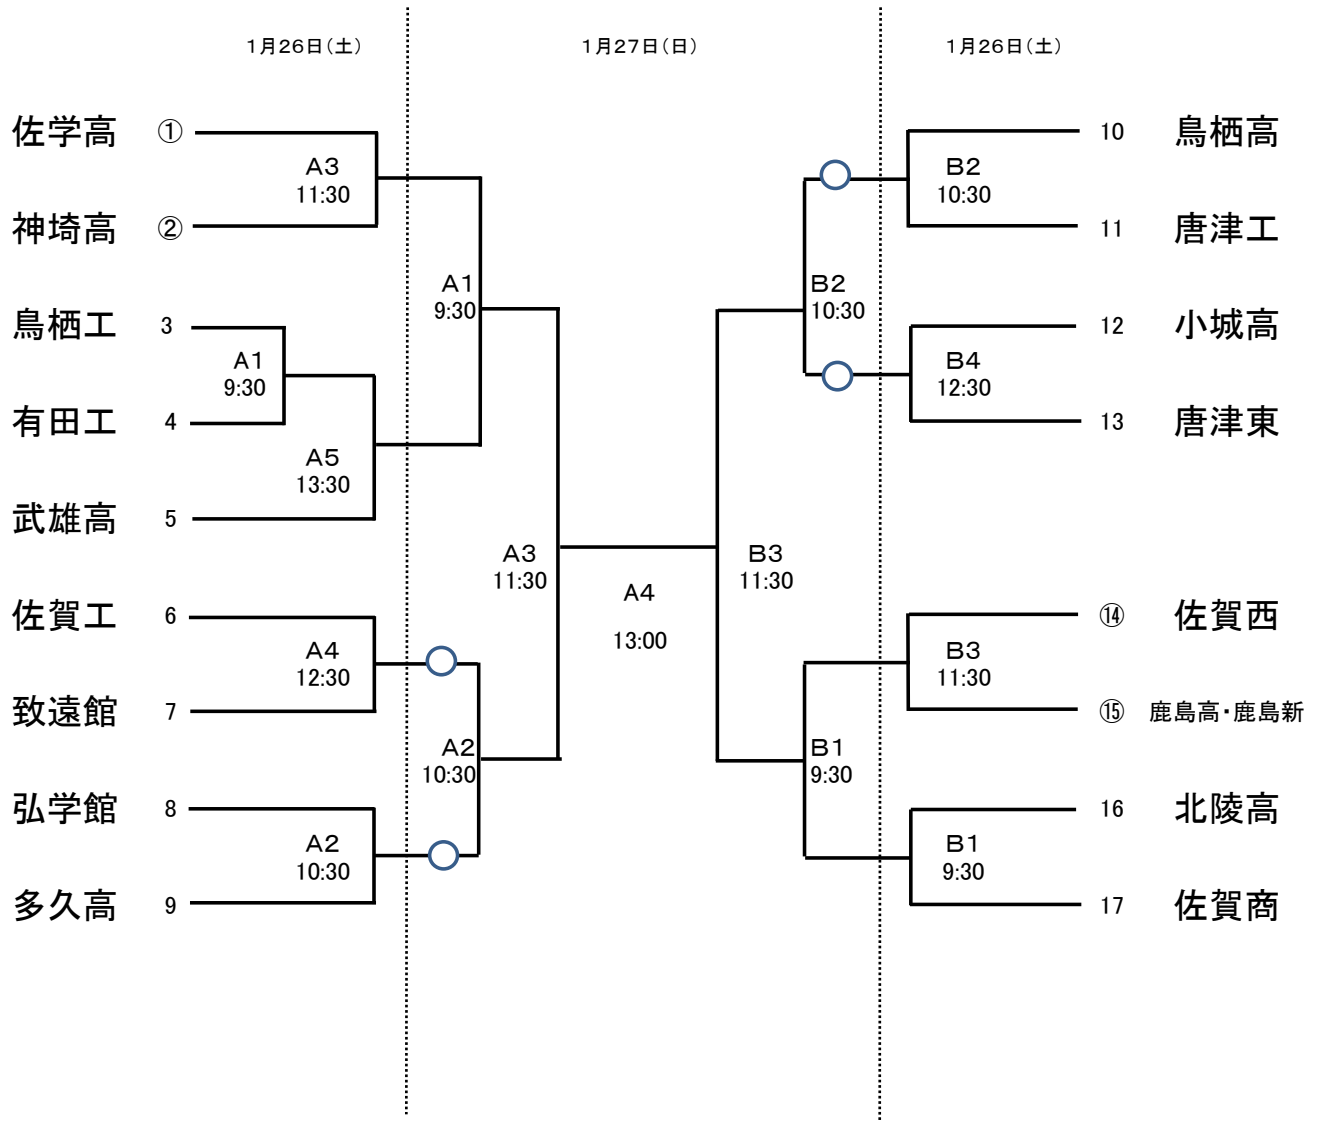 1月26日（土）
1月27日（日）
1月26日（土）
佐学高 ①
A3
11:30
神埼高 ②
A1
9:30
鳥栖工 3
A1
9:30
有田工 4
A5
13:30
武雄高 5
A3
11:30
佐賀工 6
A4
12:30
致遠館 7
A2
10:30
弘学館 8
A2
10:30
多久高 9
A4
13:00
10 鳥栖高
B2
10:30
11 唐津工
B2
10:30
12 小城高
B4
12:30
13 唐津東
B3
11:30
⑭ 佐賀西
B3
11:30
⑮ 鹿島高・鹿島新
B1
9:30
16 北陵高
B1
9:30
17 佐賀商